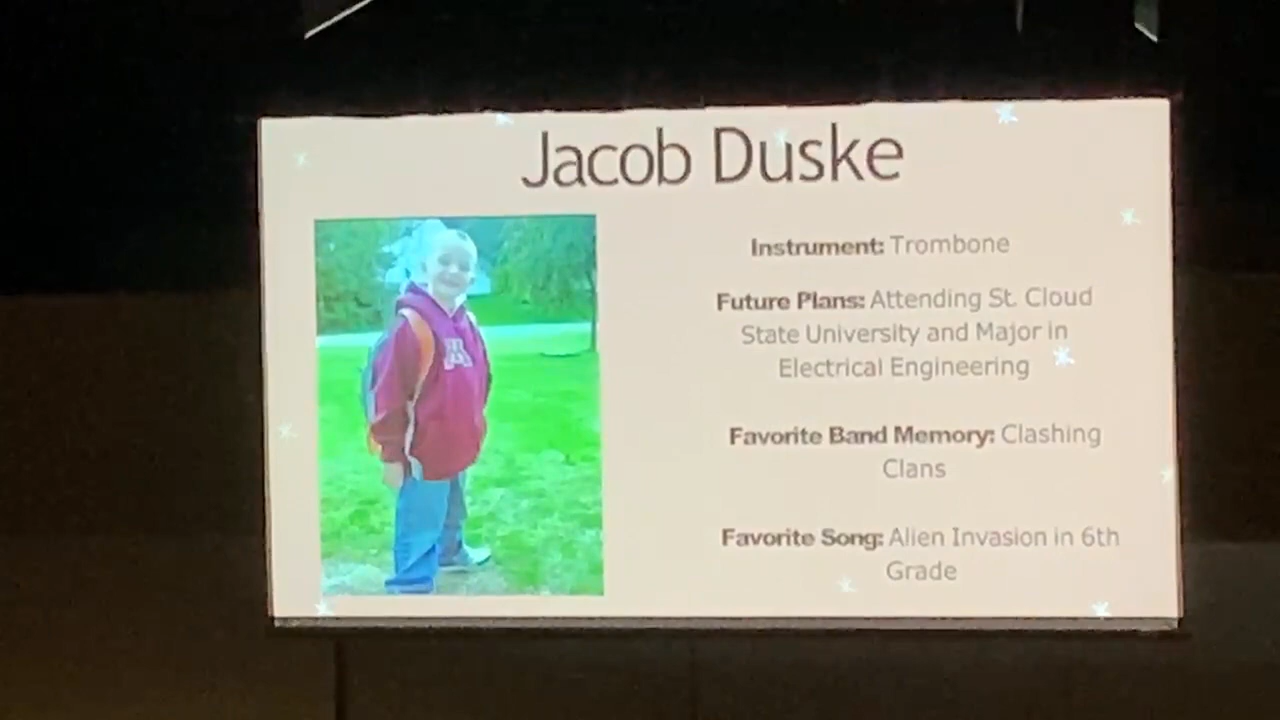 Jacob Duske
Instrument: Trombone
Future Plans: Attending St. Cloud
State University and Major in
Electrical Engineering
Favorite Band Memory: Clashing
Clans
Favorite Song: Alien Invasion in 6th
Grade
M